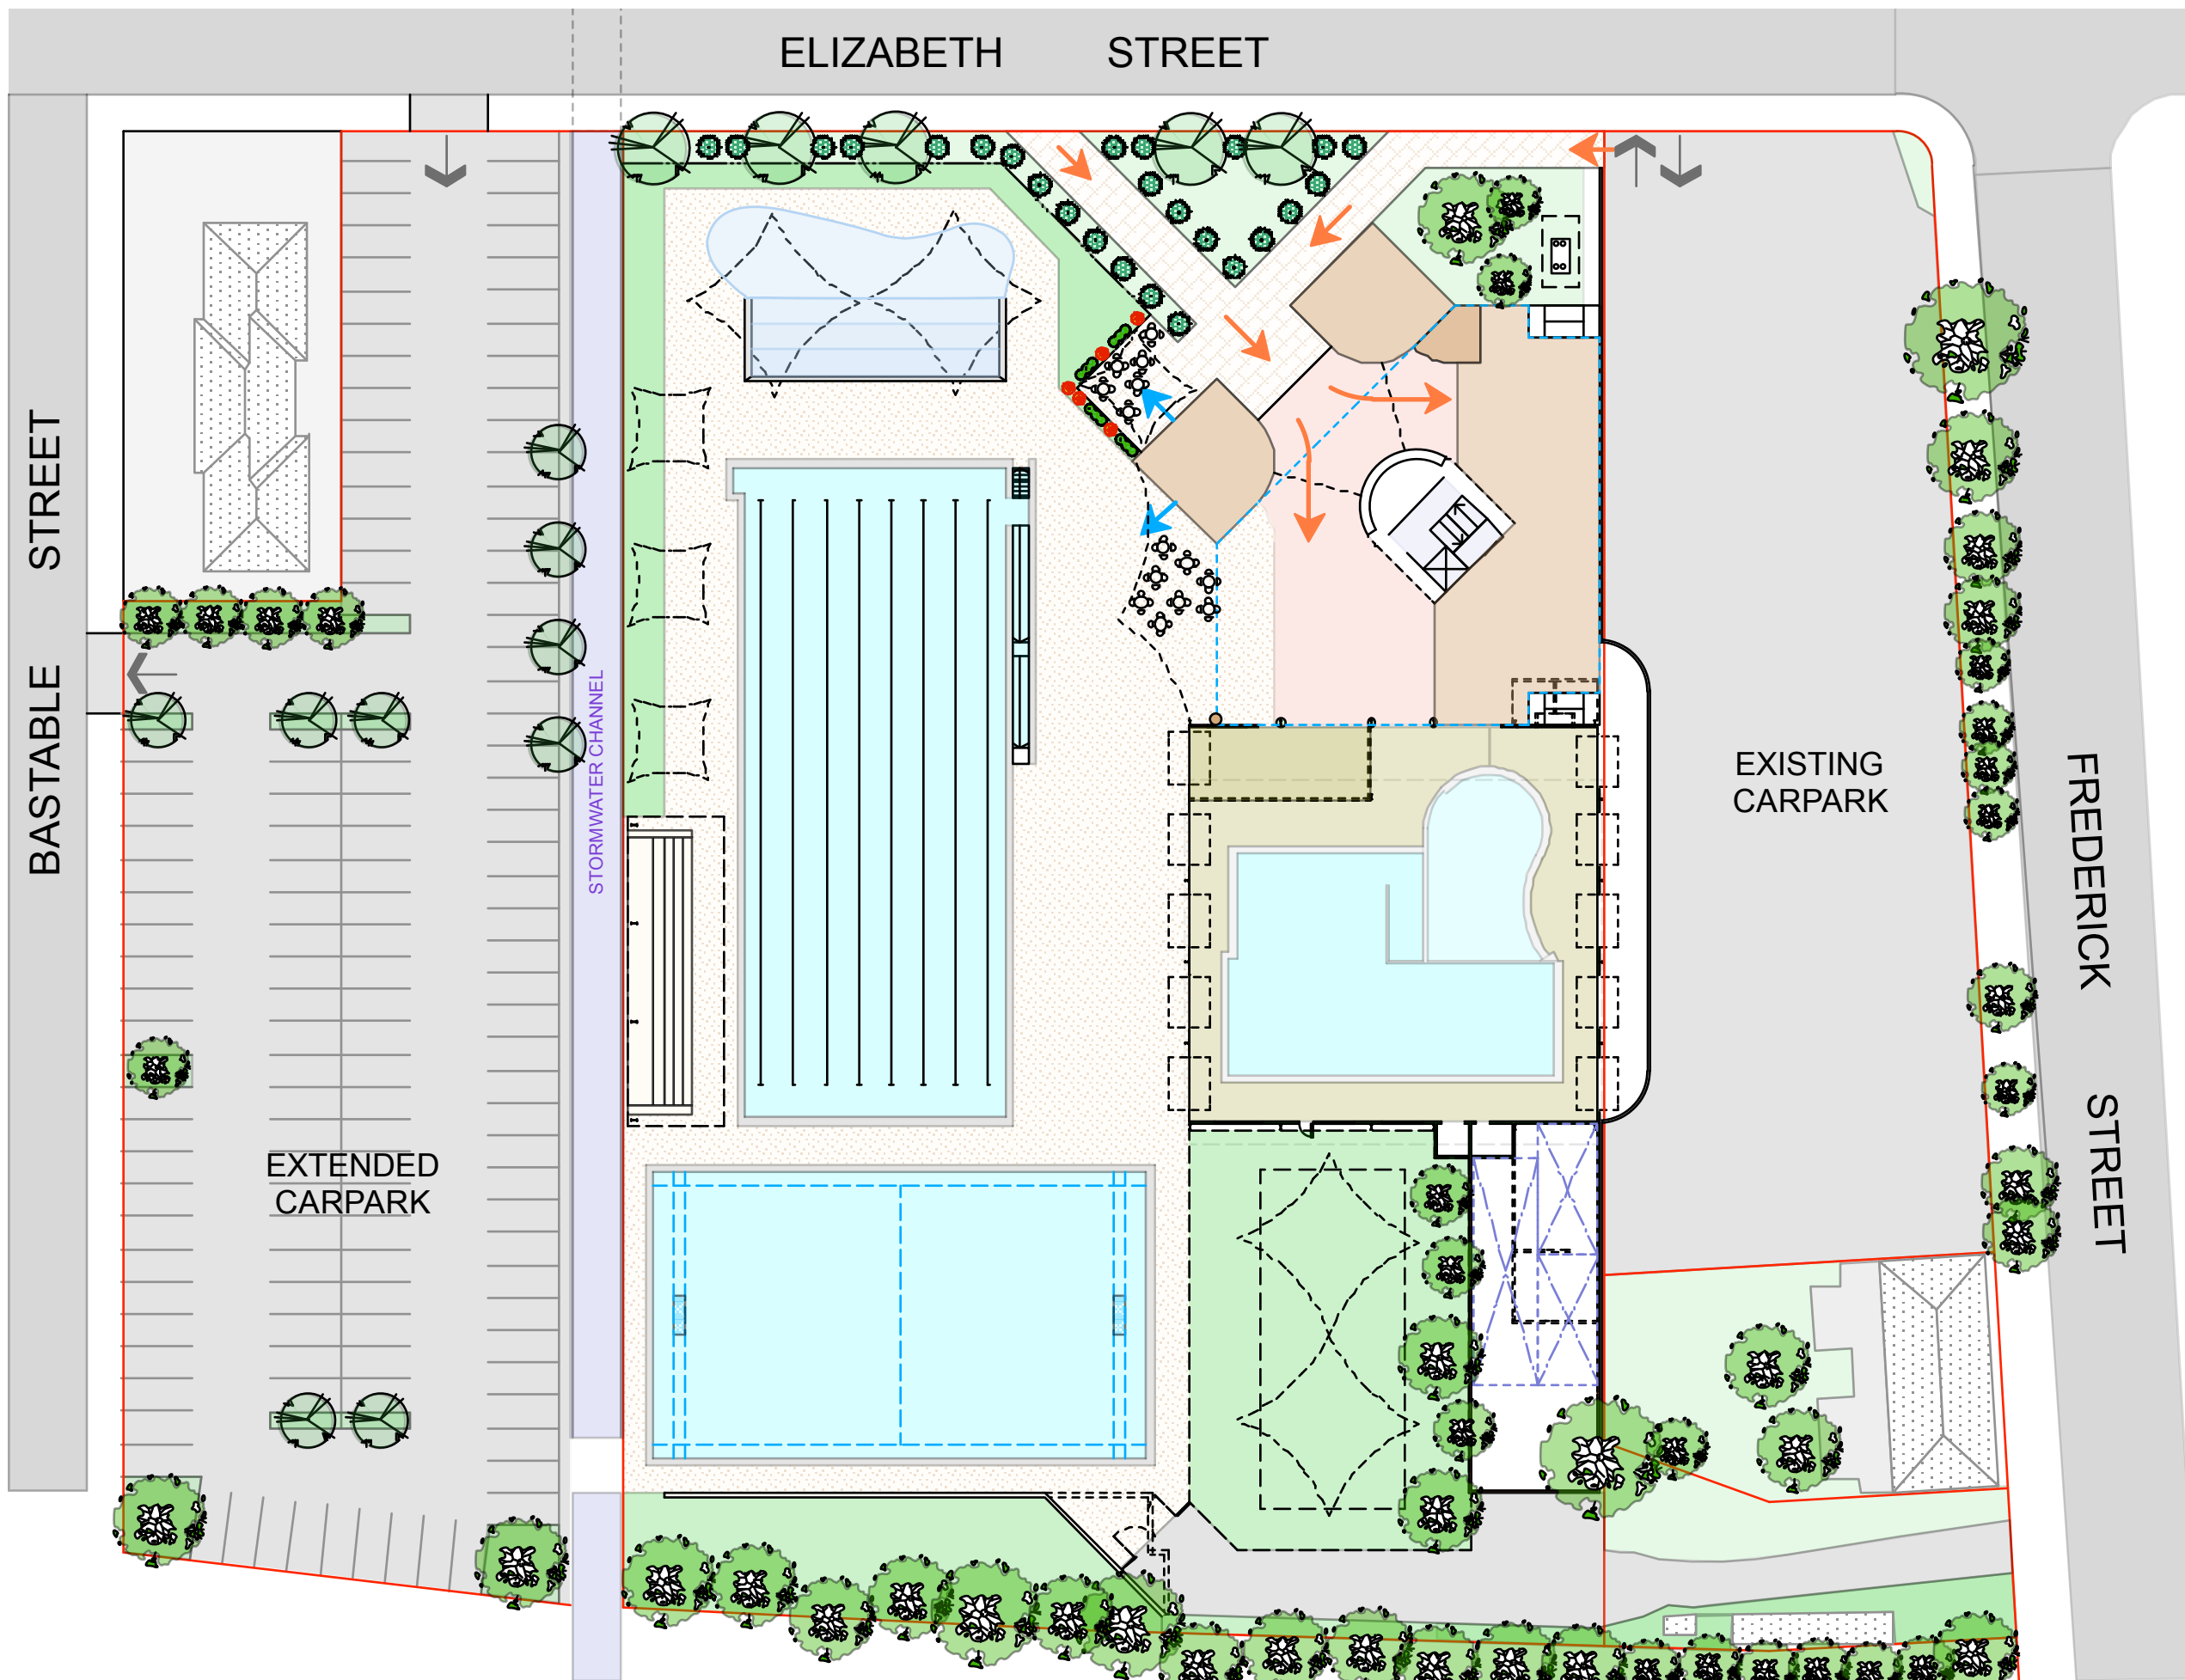 ELIZABETH STREET
BASTABLE STREET
STORMWATER CHANNEL
EXISTING
CARPARK
FREDERICK STREET
EXTENDED
CARPARK